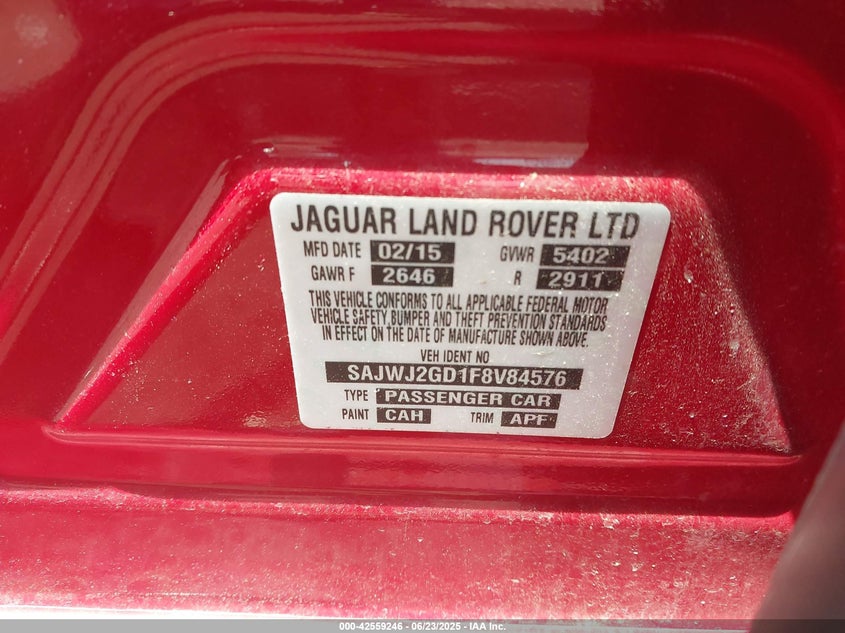 JAGUAR LAND ROVER LTD
MFD DATE 02/15 GVWR 5402
GAWR F 2646 R 2911
THIS VEHICLE CONFORMS TO ALL APPLICABLE FEDERAL MOTOR
VEHICLE SAFETY, BUMPER AND THEFT PREVENTION STANDARDS
IN EFFECT ON THE DATE OF MANUFACTURE SHOWN ABOVE.
VEH IDENT NO
SAJWJ2GD1F8V84576
TYPE PASSENGER CAR
PAINT CAH TRIM APF
000-42559246 - 06/23/2025 - IAA Inc.